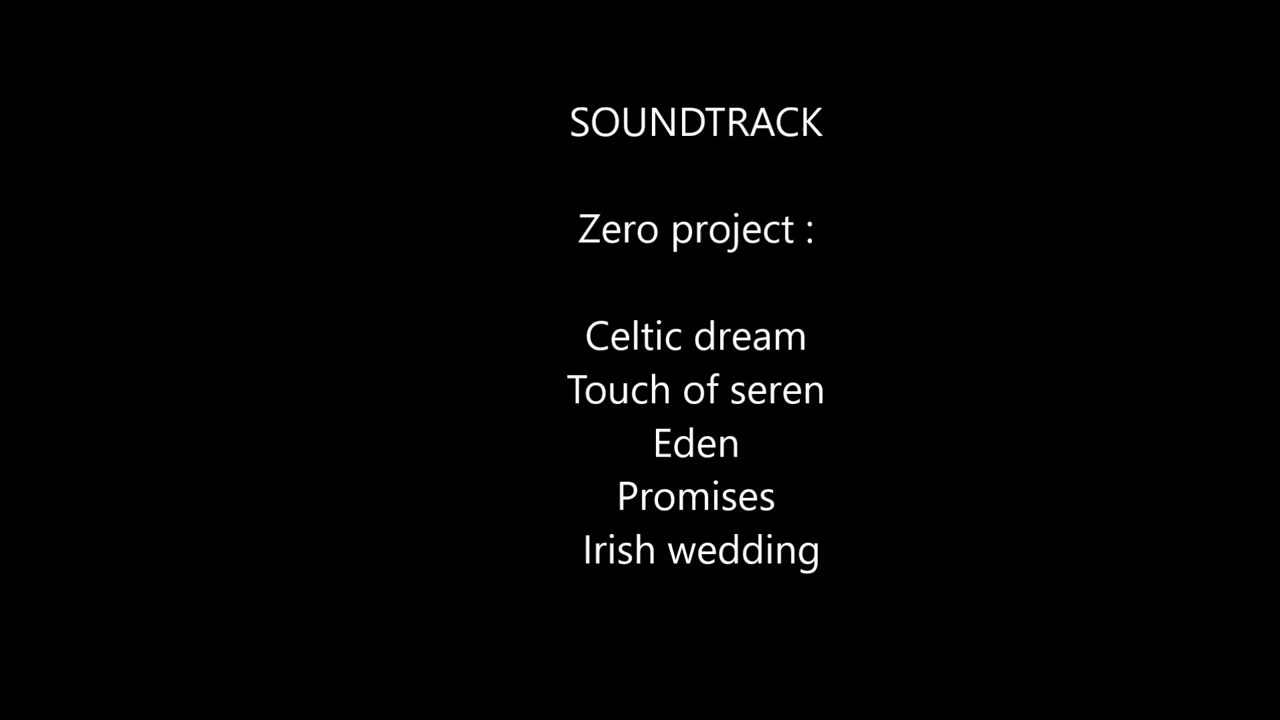 SOUNDTRACK
Zero project :
Celtic dream
Touch of seren
Eden
Promises
Irish wedding